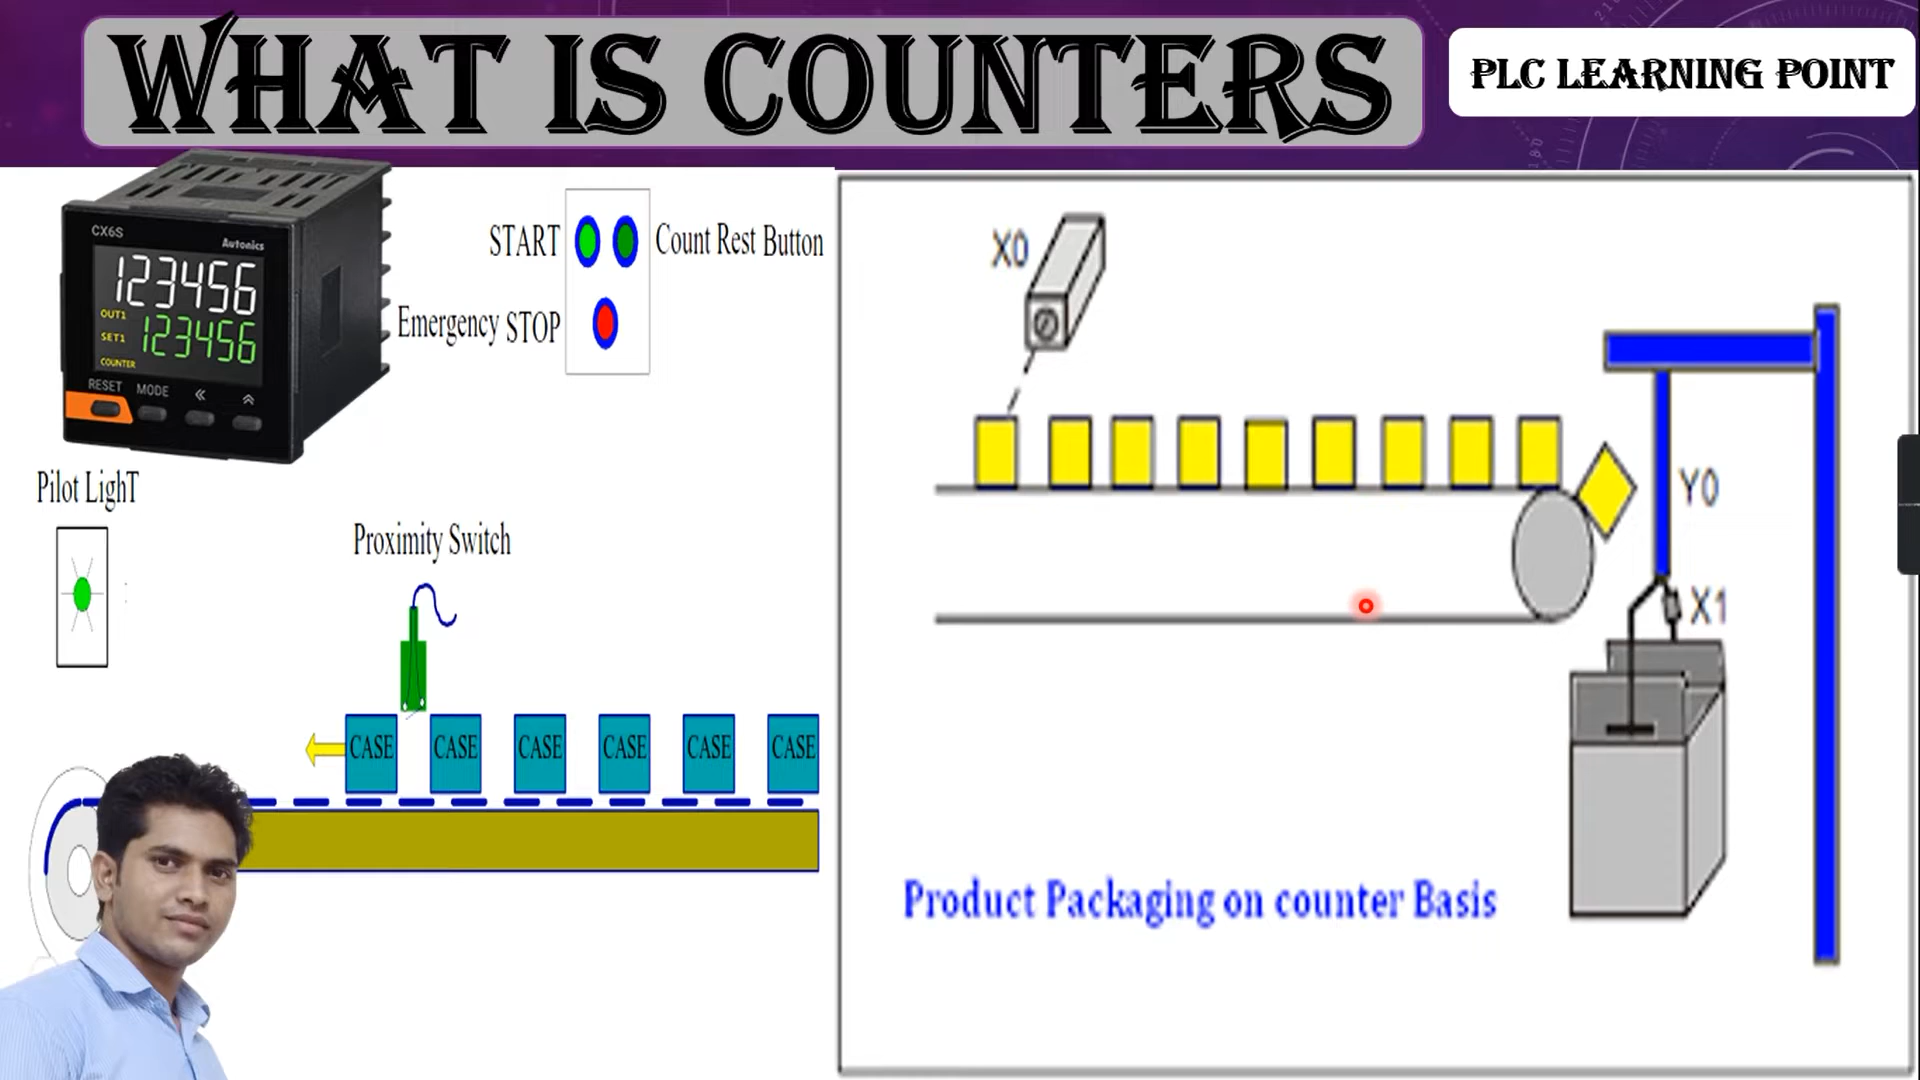 WHAT IS COUNTERS
PLC LEARNING POINT
CX6S
Autonics
123456
OUT1
SET1 123456
COUNTER
RESET MODE
START
Count Rest Button
Emergency STOP
Pilot LighT
Proximity Switch
CASE CASE CASE CASE CASE CASE
X0
Y0
X1
Product Packaging on counter Basis